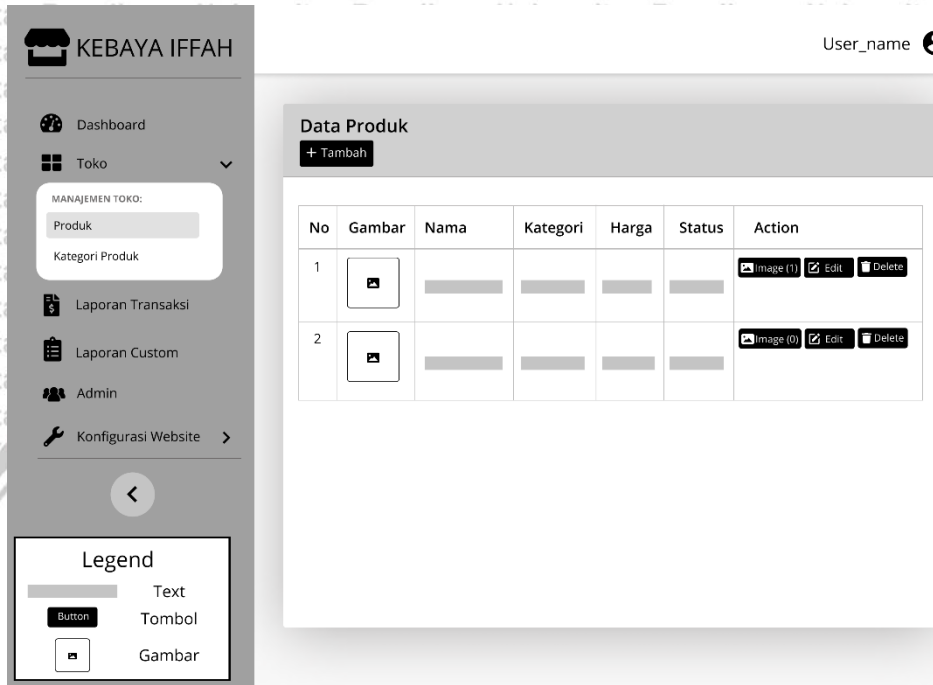 KEBAYA IFFAH
User_name
Dashboard
Toko
MANAJEMEN TOKO:
Produk
Kategori Produk
Laporan Transaksi
Laporan Custom
Admin
Konfigurasi Website
Data Produk
+ Tambah
No Gambar Nama Kategori Harga Status Action
1 Image (1) Edit Delete
2 Image (0) Edit Delete
Legend
Text
Button Tombol
Gambar